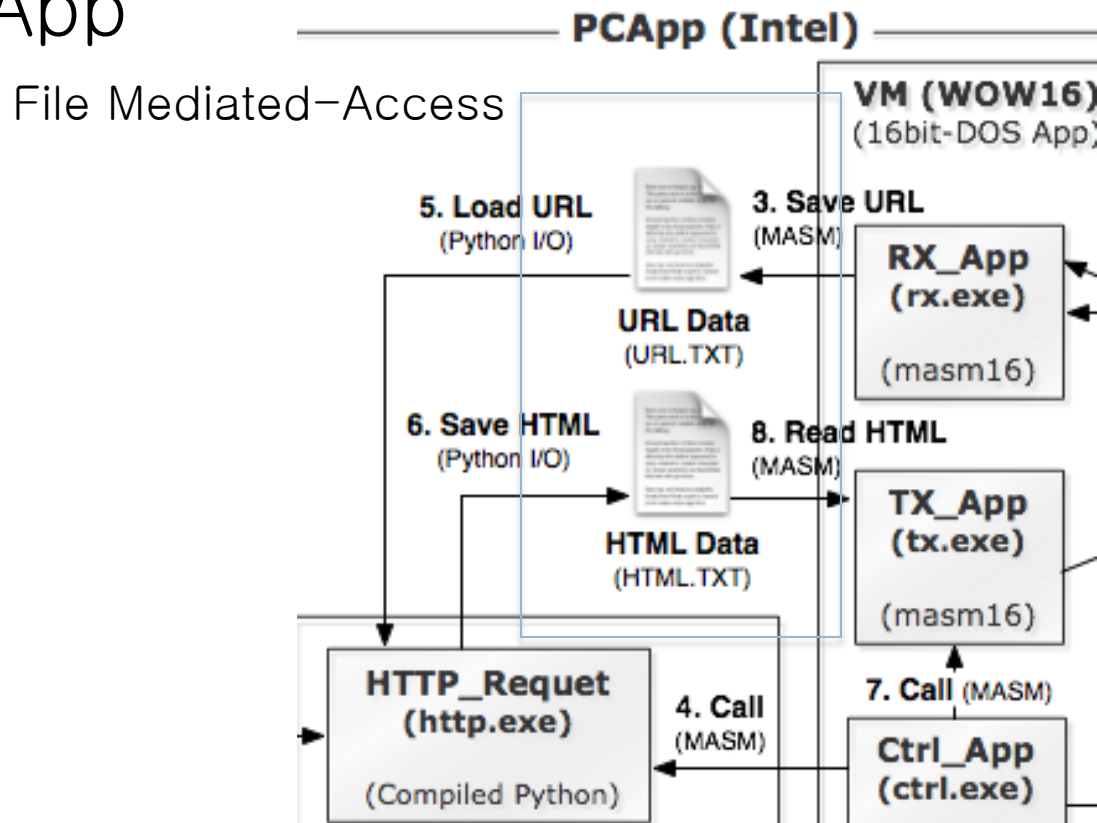 App
PCApp (Intel)
File Mediated-Access
VM (WOW16)
(16bit-DOS App)
5. Load URL
(Python I/O)
3. Save URL
(MASM)
RX_App
(rx.exe)
(masm16)
URL Data
(URL.TXT)
6. Save HTML
(Python I/O)
8. Read HTML
(MASM)
TX_App
(tx.exe)
(masm16)
HTML Data
(HTML.TXT)
HTTP_Requet
(http.exe)
(Compiled Python)
4. Call
(MASM)
7. Call (MASM)
Ctrl_App
(ctrl.exe)